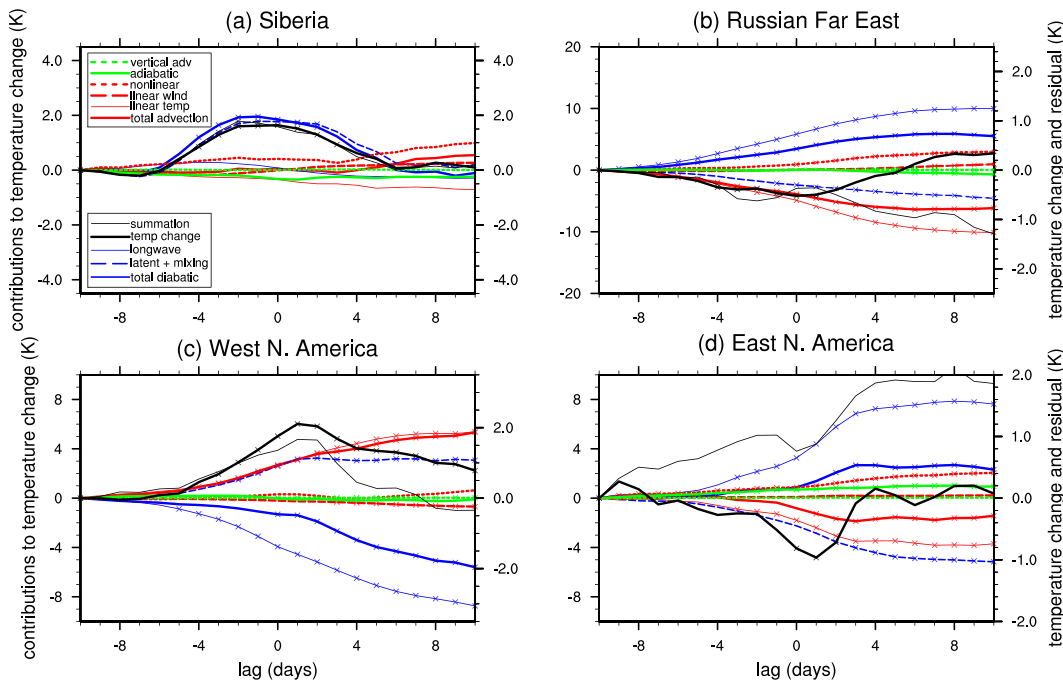 (a) Siberia
(b) Russian Far East
contributions to temperature change (K)
4.0
2.0
0.0
-2.0
-4.0
vertical adv
adiabatic
nonlinear
linear wind
linear temp
total advection
summation
temp change
longwave
latent + mixing
total diabatic
4.0
2.0
0.0
-2.0
-4.0
-8 -4 0 4 8
20
10
0
-10
-20
2.0
1.0
0.0
-1.0
-2.0
temperature change and residual (K)
-8 -4 0 4 8
(c) West N. America
(d) East N. America
contributions to temperature change (K)
8
4
0
-4
-8
2.0
0.0
-2.0
-8 -4 0 4 8
lag (days)
8
4
0
-4
-8
2.0
1.0
0.0
-1.0
-2.0
temperature change and residual (K)
-8 -4 0 4 8
lag (days)